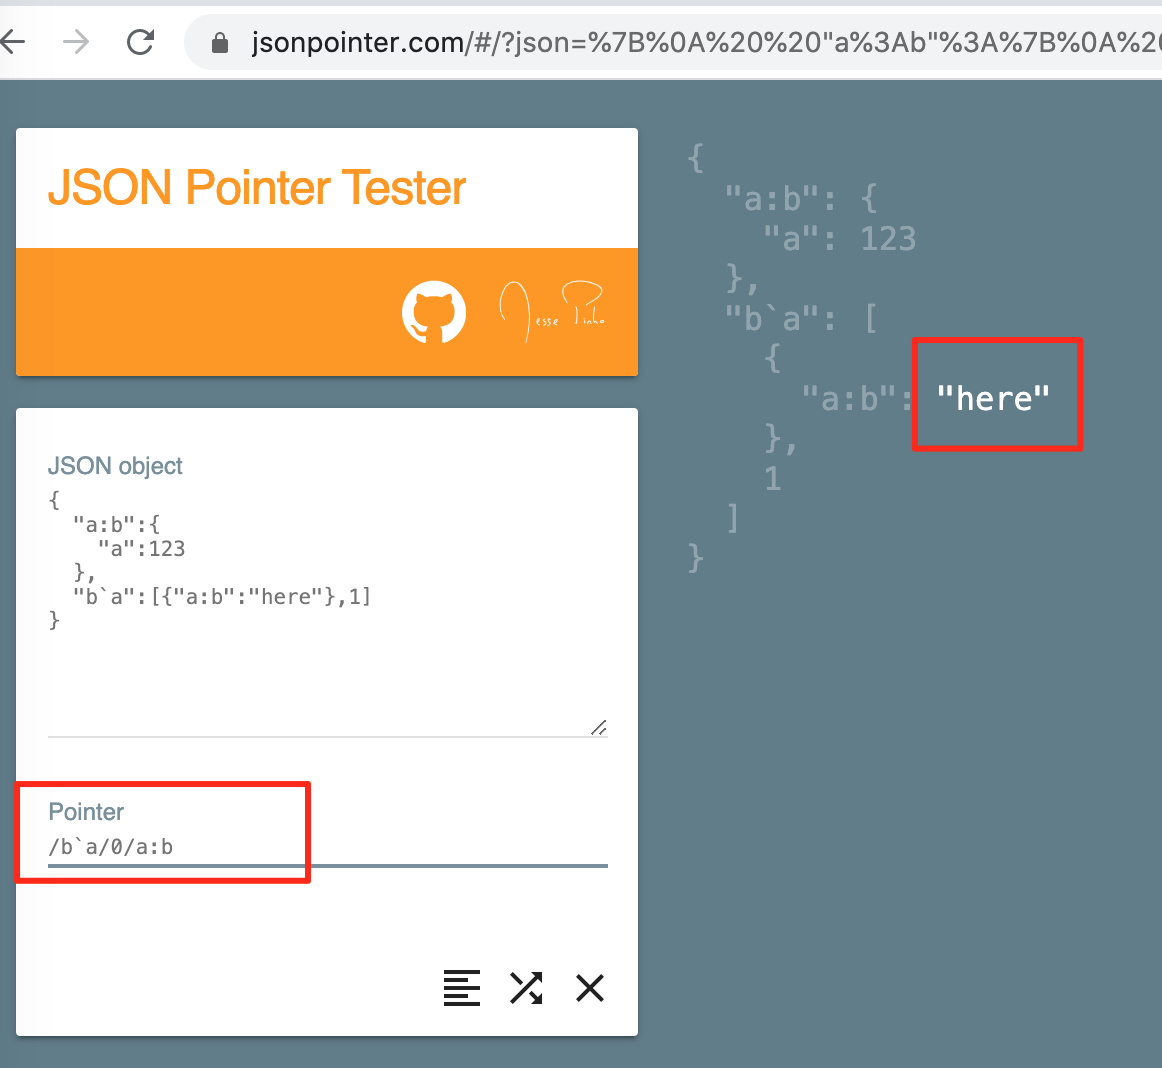 jsonpointer.com/#/?json=%7B%0A%20%20"a%3Ab"%3A%7B%0A%20
JSON Pointer Tester
Jesse Pinho
JSON object
{
  "a:b":{
    "a":123
  },
  "b`a":[{"a:b":"here"},1]
}
Pointer
/b`a/0/a:b
{
  "a:b": {
    "a": 123
  },
  "b`a": [
    {
      "a:b": "here"
    },
    1
  ]
}